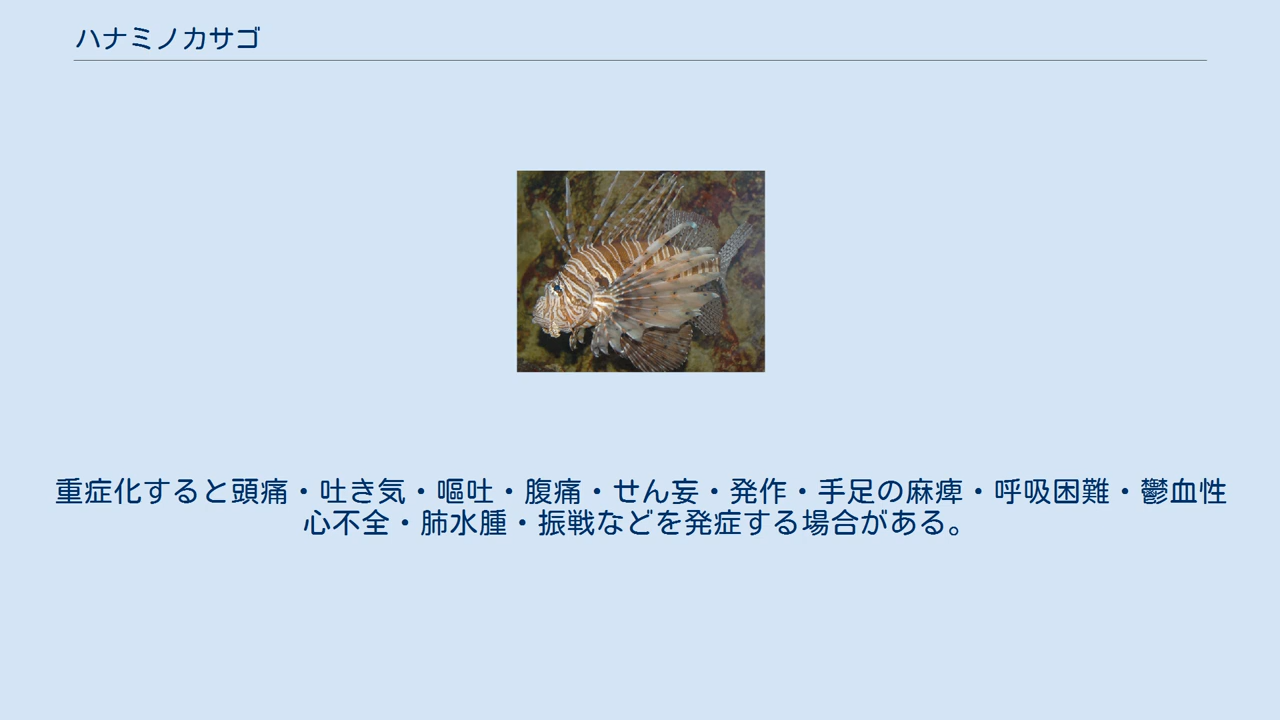 ハナミノカサゴ
重症化すると頭痛・吐き気・嘔吐・腹痛・せん妄・発作・手足の麻痺・呼吸困難・鬱血性
心不全・肺水腫・振戦などを発症する場合がある。